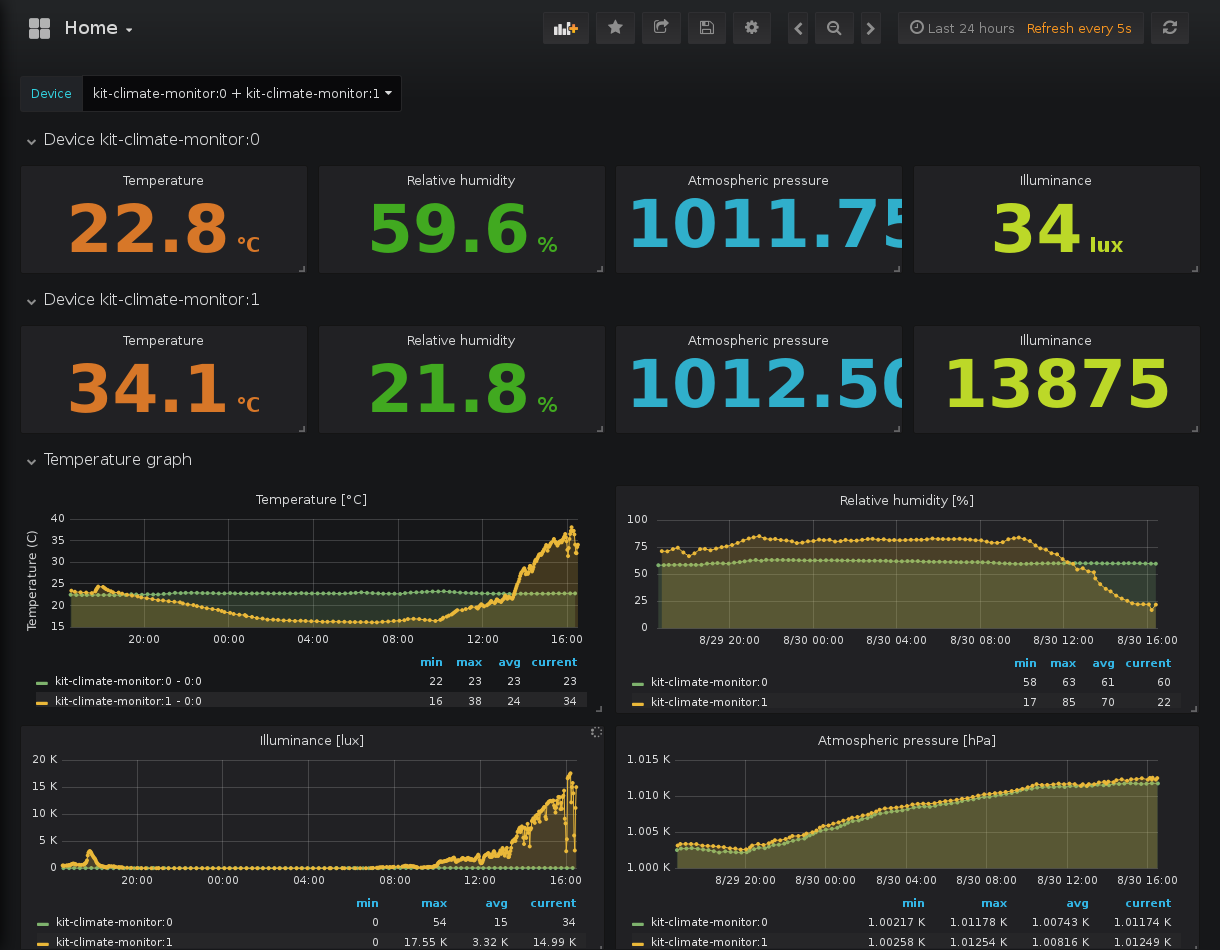 Home
Last 24 hours Refresh every 5s
Device kit-climate-monitor:0 + kit-climate-monitor:1
Device kit-climate-monitor:0
Temperature Relative humidity Atmospheric pressure Illuminance
22.8 °C 59.6 % 1011.75 34 lux
Device kit-climate-monitor:1
Temperature Relative humidity Atmospheric pressure Illuminance
34.1 °C 21.8 % 1012.50 13875
Temperature graph
Temperature [°C]
Temperature (C)
40
35
30
25
20
15
20:00 00:00 04:00 08:00 12:00 16:00
min max avg current
kit-climate-monitor:0 - 0:0 22 23 23 23
kit-climate-monitor:1 - 0:0 16 38 24 34
Relative humidity [%]
100
75
50
25
0
8/29 20:00 8/30 00:00 8/30 04:00 8/30 08:00 8/30 12:00 8/30 16:00
min max avg current
kit-climate-monitor:0 58 63 61 60
kit-climate-monitor:1 17 85 70 22
Illuminance [lux]
20 K
15 K
10 K
5 K
0
20:00 00:00 04:00 08:00 12:00 16:00
min max avg current
kit-climate-monitor:0 0 54 15 34
kit-climate-monitor:1 0 17.55 K 3.32 K 14.99 K
Atmospheric pressure [hPa]
1.015 K
1.010 K
1.005 K
1.000 K
8/29 20:00 8/30 00:00 8/30 04:00 8/30 08:00 8/30 12:00 8/30 16:00
min max avg current
kit-climate-monitor:0 1.00217 K 1.01178 K 1.00743 K 1.01174 K
kit-climate-monitor:1 1.00258 K 1.01254 K 1.00816 K 1.01249 K